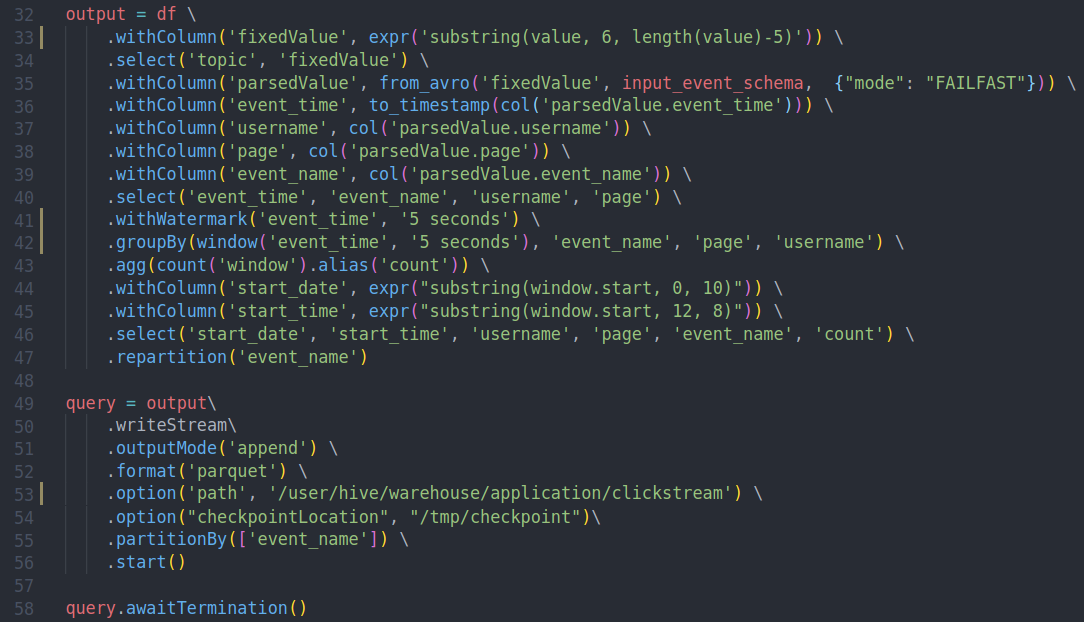 32 output = df \
33 .withColumn('fixedValue', expr('substring(value, 6, length(value)-5)')) \
34 .select('topic', 'fixedValue') \
35 .withColumn('parsedValue', from_avro('fixedValue', input_event_schema,  {"mode": "FAILFAST"})) \
36 .withColumn('event_time', to_timestamp(col('parsedValue.event_time'))) \
37 .withColumn('username', col('parsedValue.username')) \
38 .withColumn('page', col('parsedValue.page')) \
39 .withColumn('event_name', col('parsedValue.event_name')) \
40 .select('event_time', 'event_name', 'username', 'page') \
41 .withWatermark('event_time', '5 seconds') \
42 .groupBy(window('event_time', '5 seconds'), 'event_name', 'page', 'username') \
43 .agg(count('window').alias('count')) \
44 .withColumn('start_date', expr("substring(window.start, 0, 10)")) \
45 .withColumn('start_time', expr("substring(window.start, 12, 8)")) \
46 .select('start_date', 'start_time', 'username', 'page', 'event_name', 'count') \
47 .repartition('event_name')
48
49 query = output\
50 .writeStream\
51 .outputMode('append') \
52 .format('parquet') \
53 .option('path', '/user/hive/warehouse/application/clickstream') \
54 .option("checkpointLocation", "/tmp/checkpoint")\
55 .partitionBy(['event_name']) \
56 .start()
57
58 query.awaitTermination()